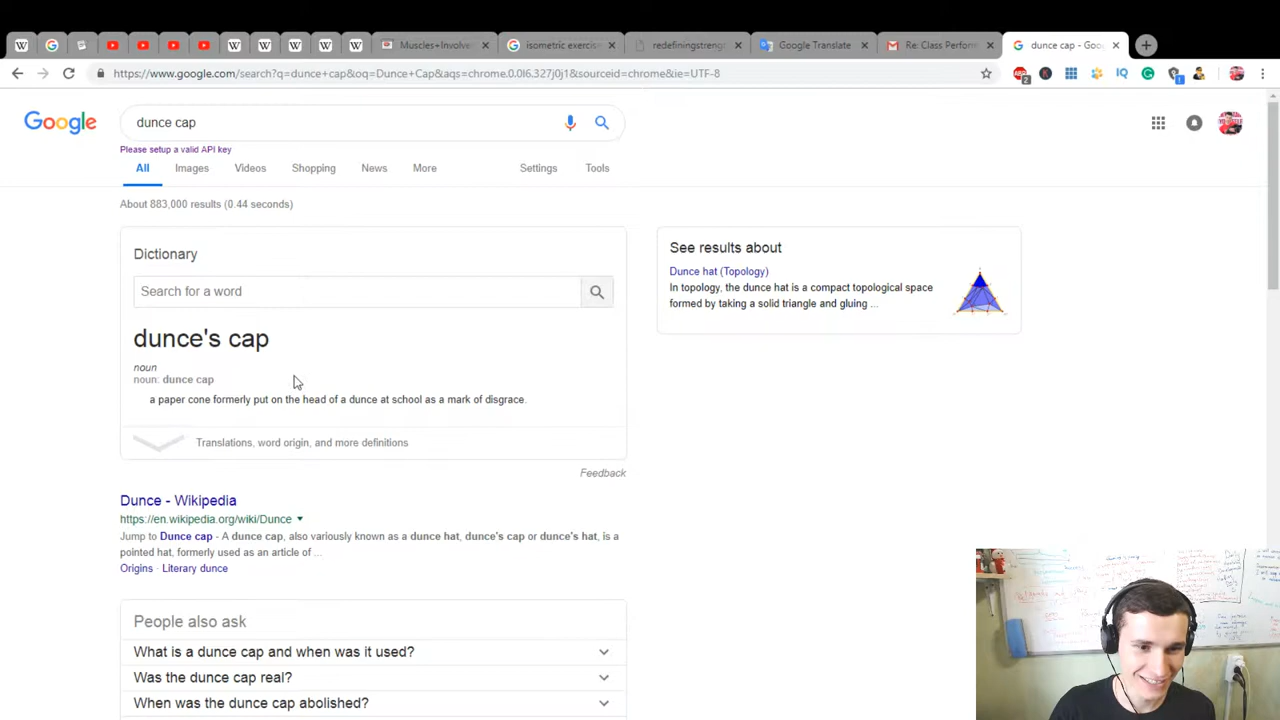 Muscles+Involver
isometric exercis
redefiningstreng
Google Translate
Re: Class Perform
dunce cap - Goo
https://www.google.com/search?q=dunce+cap&oq=Dunce+Cap&aqs=chrome.0.0l6.327j0j1&sourceid=chrome&ie=UTF-8
Google
dunce cap
Please setup a valid API key
All
Images
Videos
Shopping
News
More
Settings
Tools
About 883,000 results (0.44 seconds)
Dictionary
Search for a word
dunce's cap
noun
noun: dunce cap
a paper cone formerly put on the head of a dunce at school as a mark of disgrace.
Translations, word origin, and more definitions
Feedback
See results about
Dunce hat (Topology)
In topology, the dunce hat is a compact topological space
formed by taking a solid triangle and gluing ...
Dunce - Wikipedia
https://en.wikipedia.org/wiki/Dunce
Jump to Dunce cap - A dunce cap, also variously known as a dunce hat, dunce's cap or dunce's hat, is a
pointed hat, formerly used as an article of ...
Origins · Literary dunce
People also ask
What is a dunce cap and when was it used?
Was the dunce cap real?
When was the dunce cap abolished?